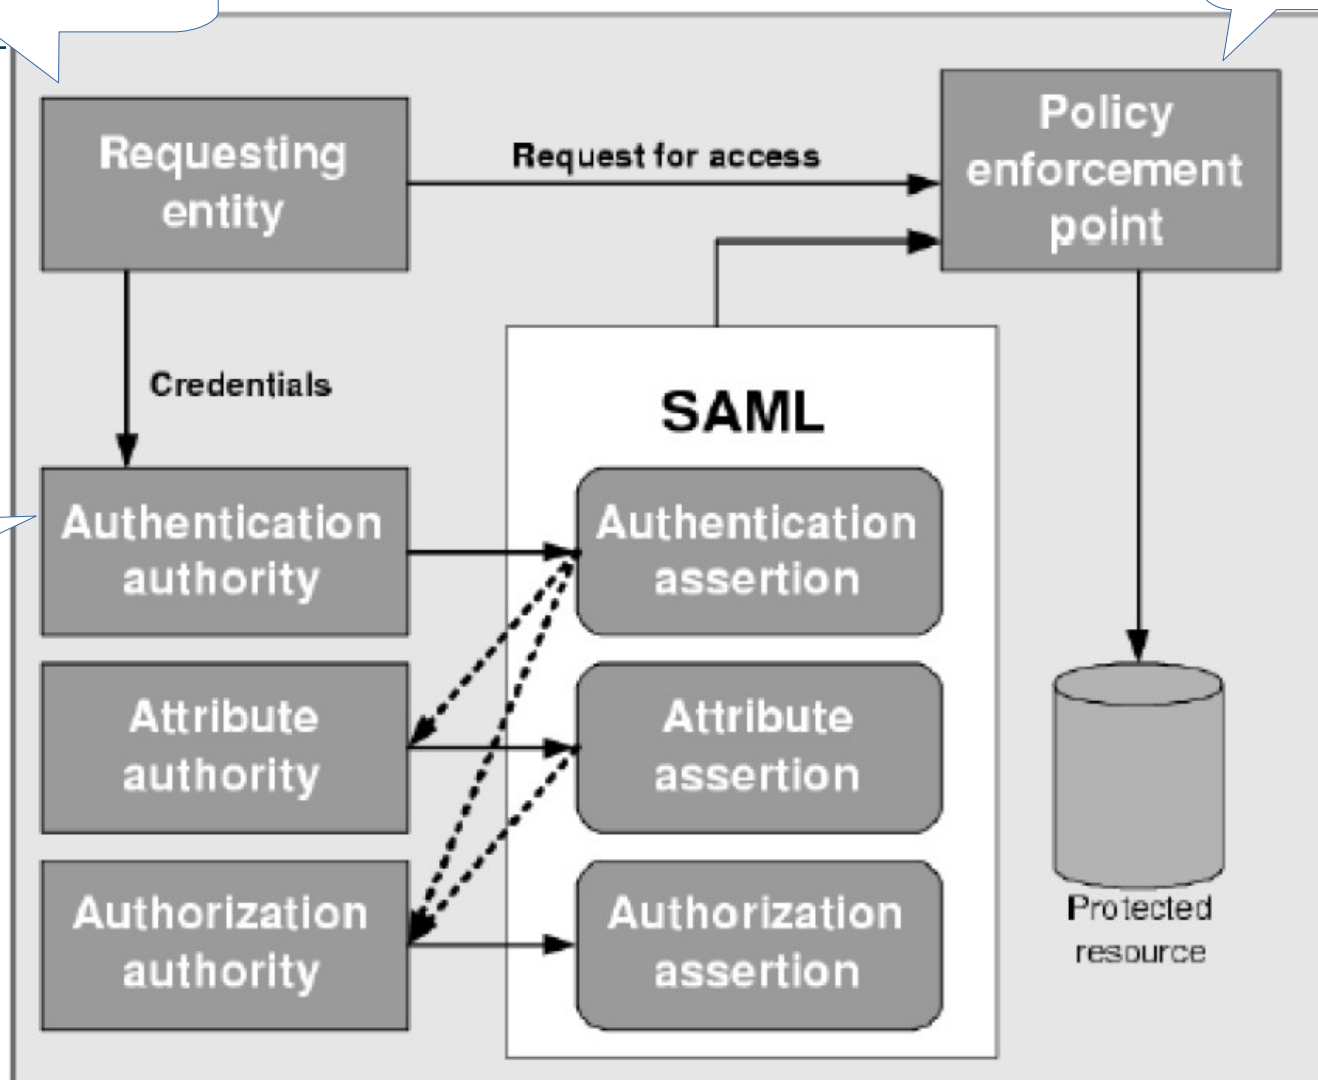 Requesting
entity
Request for access
Policy
enforcement
point
Credentials
SAML
Authentication
authority
Authentication
assertion
Attribute
authority
Attribute
assertion
Authorization
authority
Authorization
assertion
Protected
resource